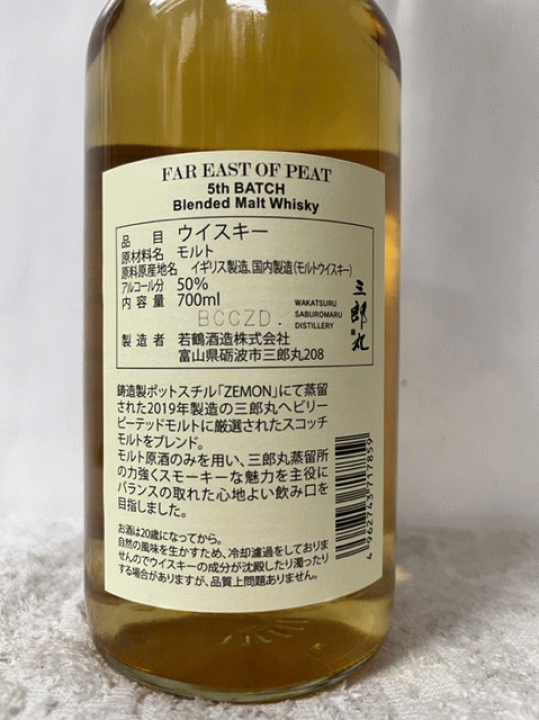 FAR EAST OF PEAT
5th BATCH
Blended Malt Whisky
品目 ウイスキー
原材料名 モルト
原料原産地名 イギリス製造、国内製造(モルトウイスキー)
アルコール分 50%
内容量 700ml
BCCZD.
WAKATSURU
SABUROMARU
DISTILLERY
三郎丸
製造者 若鶴酒造株式会社
富山県砺波市三郎丸208
鋳造製ポットスチル「ZEMON」にて蒸留
された2019年製造の三郎丸ヘビリー
ピーテッドモルトに厳選されたスコッチ
モルトをブレンド。
モルト原酒のみを用い、三郎丸蒸留所
の力強くスモーキーな魅力を主役に
バランスの取れた心地よい飲み口を
目指しました。
お酒は20歳になってから。
自然の風味を生かすため、冷却濾過をしておりま
せんのでウイスキーの成分が沈殿したり濁ったり
する場合がありますが、品質上問題ありません。
4 962743 717859